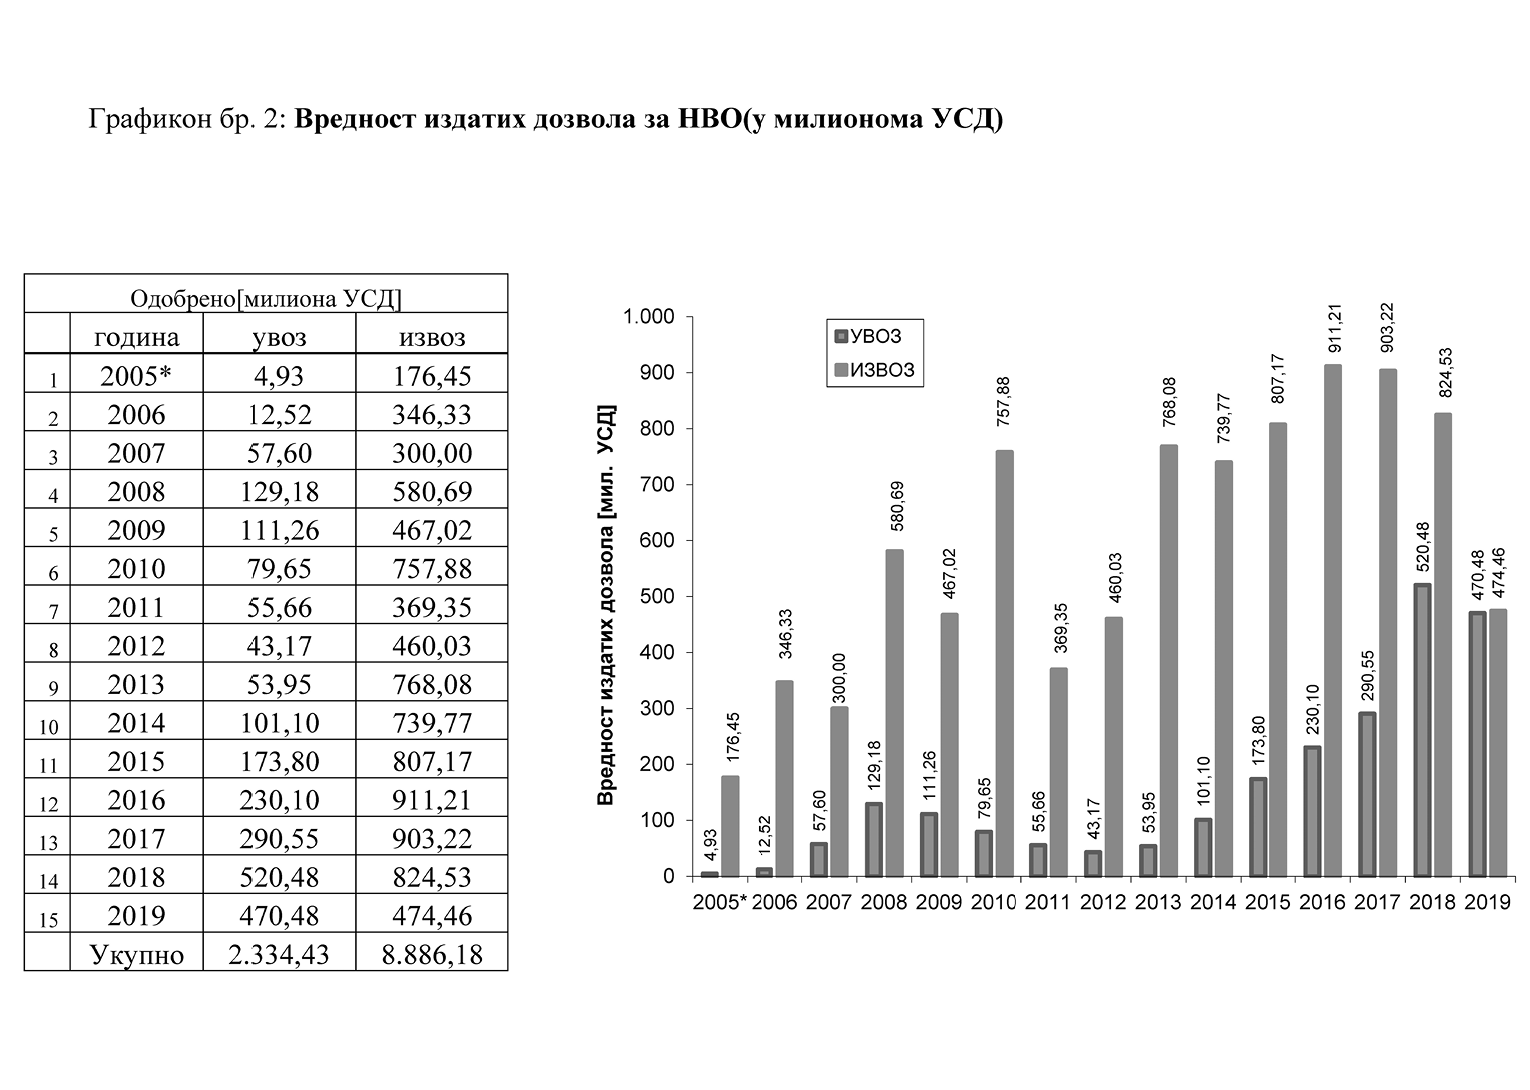 Графикон бр. 2: Вредност издатих дозвола за НВО(у милионома УСД)
Одобрено[милиона УСД]
година увоз извоз
1 2005* 4,93 176,45
2 2006 12,52 346,33
3 2007 57,60 300,00
4 2008 129,18 580,69
5 2009 111,26 467,02
6 2010 79,65 757,88
7 2011 55,66 369,35
8 2012 43,17 460,03
9 2013 53,95 768,08
10 2014 101,10 739,77
11 2015 173,80 807,17
12 2016 230,10 911,21
13 2017 290,55 903,22
14 2018 520,48 824,53
15 2019 470,48 474,46
Укупно 2.334,43 8.886,18
Вредност издатих дозвола [мил. УСД]
1.000
900
800
700
600
500
400
300
200
100
0
УВОЗ
ИЗВОЗ
4,93
176,45
12,52
346,33
57,60
300,00
129,18
580,69
111,26
467,02
79,65
757,88
55,66
369,35
43,17
460,03
53,95
768,08
101,10
739,77
173,80
807,17
230,10
911,21
290,55
903,22
520,48
824,53
470,48
474,46
2005* 2006 2007 2008 2009 2010 2011 2012 2013 2014 2015 2016 2017 2018 2019